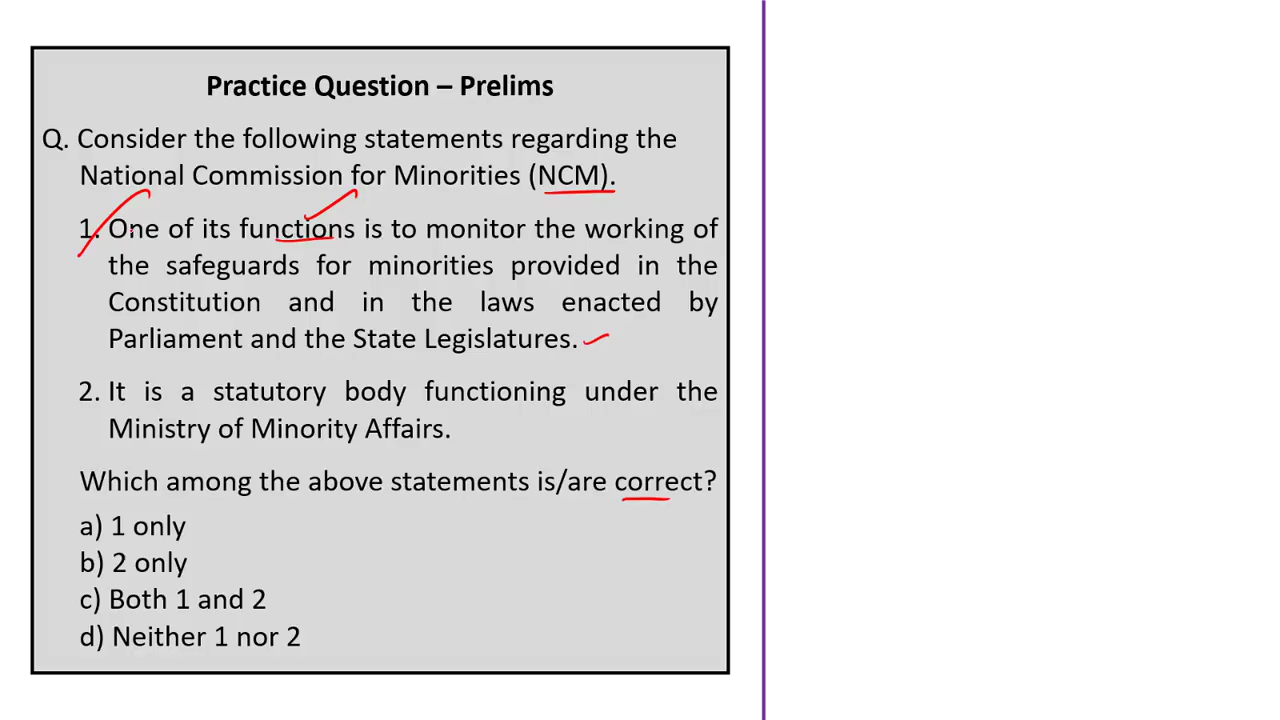 Practice Question – Prelims
Q. Consider the following statements regarding the
National Commission for Minorities (NCM).
1. One of its functions is to monitor the working of
the safeguards for minorities provided in the
Constitution and in the laws enacted by
Parliament and the State Legislatures.
2. It is a statutory body functioning under the
Ministry of Minority Affairs.
Which among the above statements is/are correct?
a) 1 only
b) 2 only
c) Both 1 and 2
d) Neither 1 nor 2